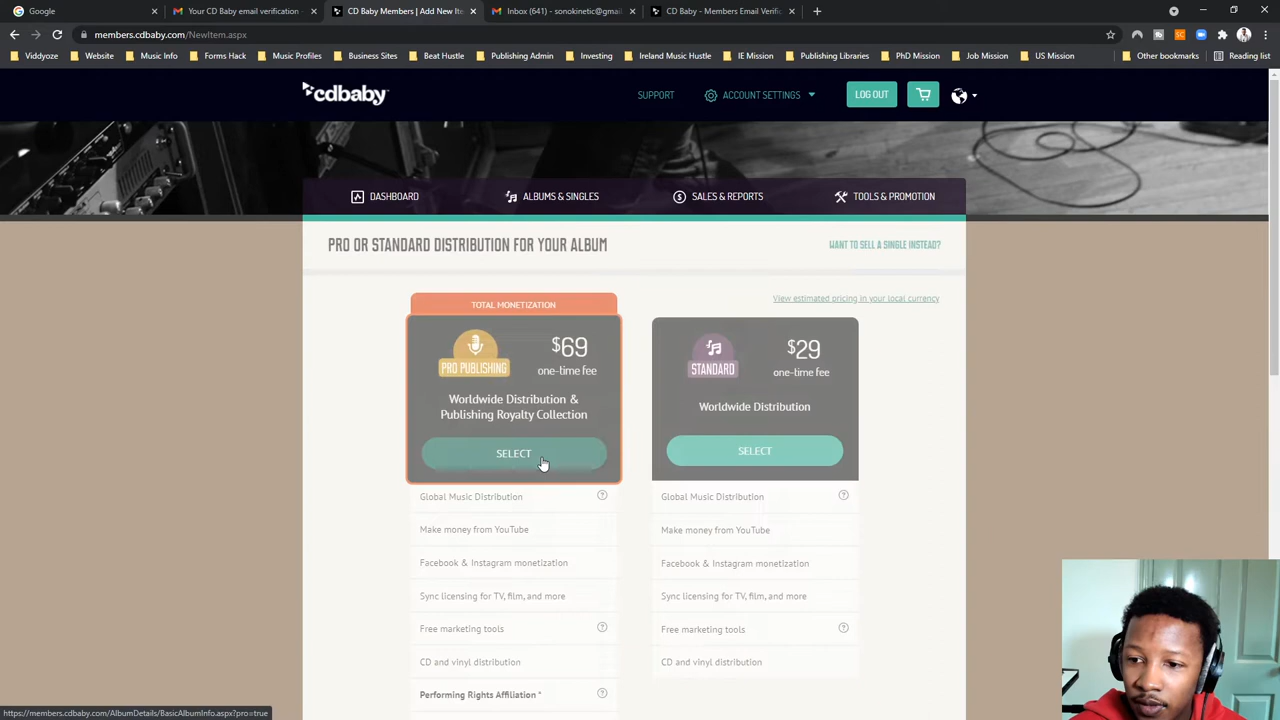 Google
Your CD Baby email verification
CD Baby Members | Add New Ite
Inbox (641) - sonokinetic@gmail
CD Baby - Members - Email Verific
members.cdbaby.com/NewItem.aspx
Viddyoze
Website
Music Info
Forms Hack
Music Profiles
Business Sites
Beat Hustle
Publishing Admin
Investing
Ireland Music Hustle
IE Mission
Publishing Libraries
PhD Mission
Job Mission
US Mission
Other bookmarks
Reading list
cdbaby
SUPPORT
ACCOUNT SETTINGS
LOG OUT
DASHBOARD
ALBUMS & SINGLES
SALES & REPORTS
TOOLS & PROMOTION
PRO OR STANDARD DISTRIBUTION FOR YOUR ALBUM
WANT TO SELL A SINGLE INSTEAD?
View estimated pricing in your local currency
TOTAL MONETIZATION
PRO PUBLISHING
$69
one-time fee
Worldwide Distribution &
Publishing Royalty Collection
SELECT
Global Music Distribution
Make money from YouTube
Facebook & Instagram monetization
Sync licensing for TV, film, and more
Free marketing tools
CD and vinyl distribution
Performing Rights Affiliation *
STANDARD
$29
one-time fee
Worldwide Distribution
SELECT
Global Music Distribution
Make money from YouTube
Facebook & Instagram monetization
Sync licensing for TV, film, and more
Free marketing tools
CD and vinyl distribution
https://members.cdbaby.com/AlbumDetails/BasicAlbumInfo.aspx?pro=true